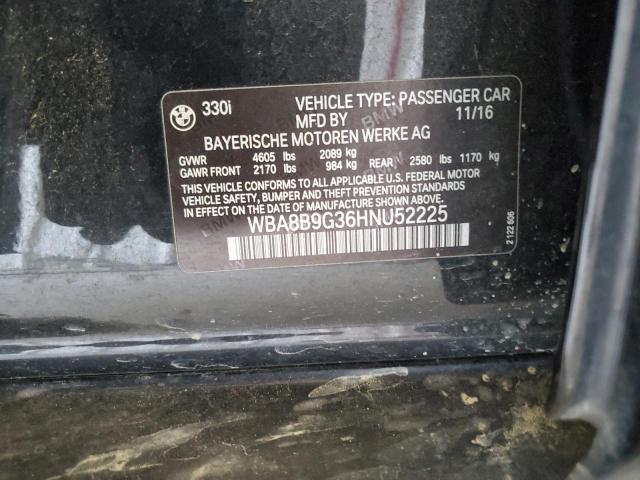 330i VEHICLE TYPE: PASSENGER CAR
MFD BY 11/16
BAYERISCHE MOTOREN WERKE AG
GVWR 4605 lbs 2089 kg
GAWR FRONT 2170 lbs 984 kg REAR 2580 lbs 1170 kg
THIS VEHICLE CONFORMS TO ALL APPLICABLE U.S. FEDERAL MOTOR
VEHICLE SAFETY, BUMPER, AND THEFT PREVENTION STANDARDS
IN EFFECT ON THE DATE OF MANUFACTURE SHOWN ABOVE.
WBA8B9G36HNU52225
2 122 606